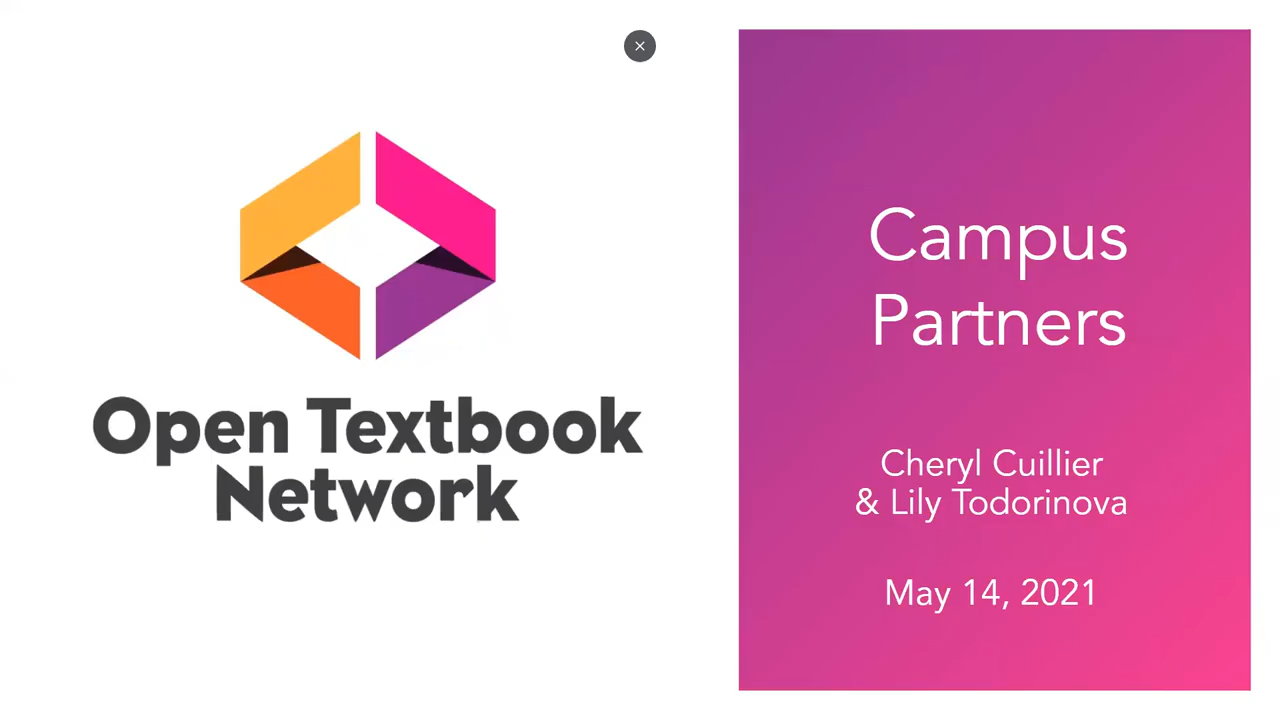 Open Textbook
Network
Campus
Partners
Cheryl Cuillier
& Lily Todorinova
May 14, 2021